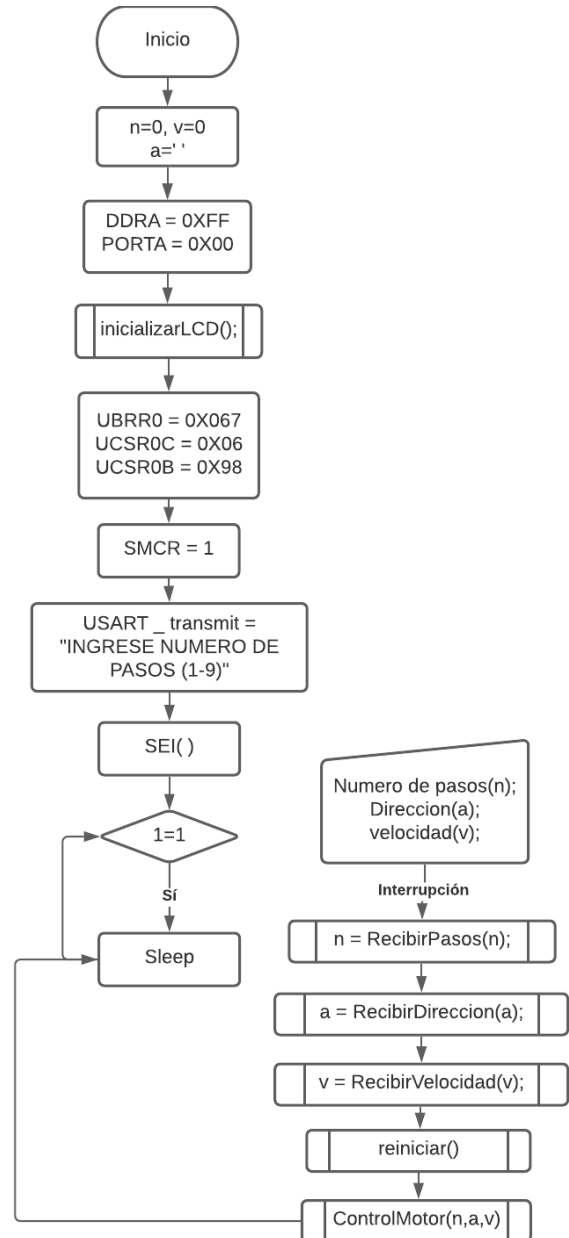 Inicio
n=0, v=0
a=' '
DDRA = 0XFF
PORTA = 0X00
inicializarLCD();
UBRR0 = 0X067
UCSR0C = 0X06
UCSR0B = 0X98
SMCR = 1
USART _ transmit =
"INGRESE NUMERO DE
PASOS (1-9)"
SEI( )
1=1
Sí
Sleep
Numero de pasos(n);
Direccion(a);
velocidad(v);
Interrupción
n = RecibirPasos(n);
a = RecibirDireccion(a);
v = RecibirVelocidad(v);
reiniciar()
ControlMotor(n,a,v)